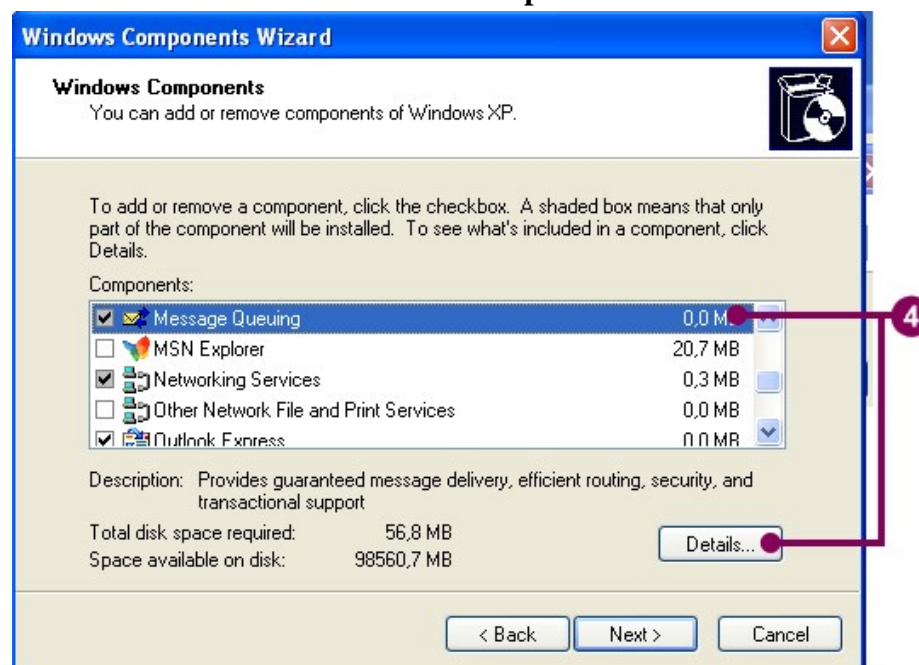 Windows Components Wizard
Windows Components
You can add or remove components of Windows XP.
To add or remove a component, click the checkbox. A shaded box means that only
part of the component will be installed. To see what's included in a component, click
Details.
Components:
Message Queuing 0,0 M
MSN Explorer 20,7 MB
Networking Services 0,3 MB
Other Network File and Print Services 0,0 MB
Outlook Express 0,0 MB
Description: Provides guaranteed message delivery, efficient routing, security, and
transactional support
Total disk space required: 56,8 MB
Space available on disk: 98560,7 MB
Details...
< Back Next > Cancel
4